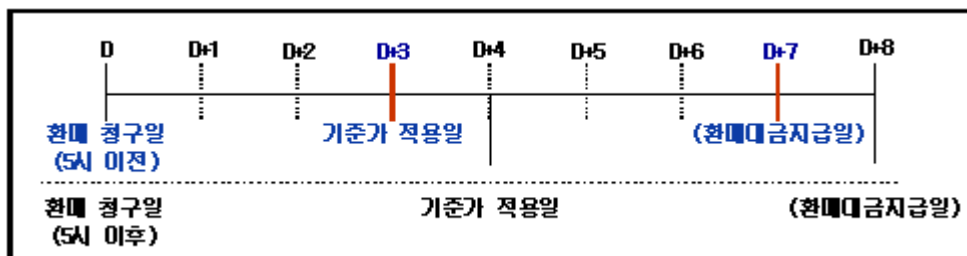 D D+1 D+2 D+3 D+4 D+5 D+6 D+7 D+8
환매 청구일 기준가 적용일 (환매대금지급일)
(5시 이전)
환매 청구일 기준가 적용일 (환매대금지급일)
(5시 이후)